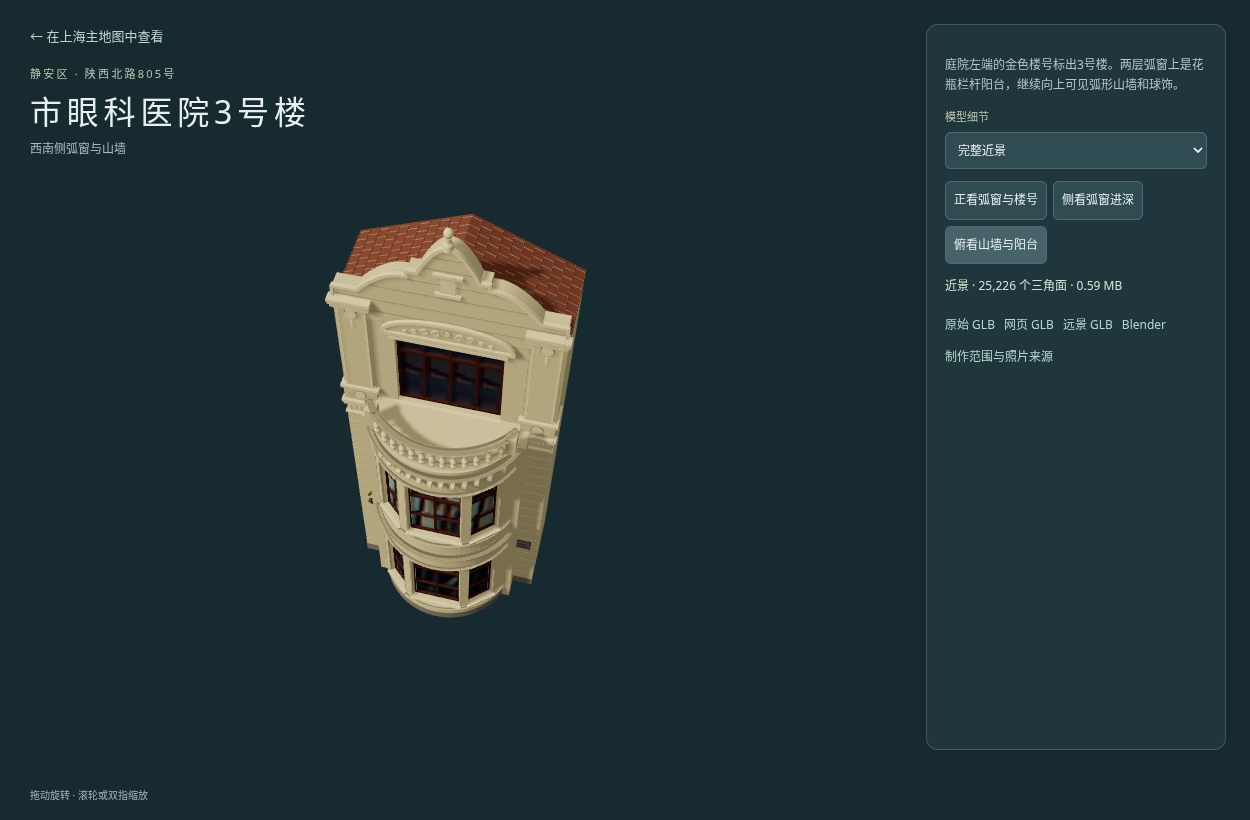 ← 在上海主地图中查看
静安区 · 陕西北路805号
市眼科医院3号楼
西南侧弧窗与山墙
庭院左端的金色楼号标出3号楼。两层弧窗上是花
瓶栏杆阳台，继续向上可见弧形山墙和球饰。
模型细节
完整近景
正看弧窗与楼号 侧看弧窗进深
俯看山墙与阳台
近景 · 25,226 个三角面 · 0.59 MB
原始 GLB 网页 GLB 远景 GLB Blender
制作范围与照片来源
拖动旋转 · 滚轮或双指缩放